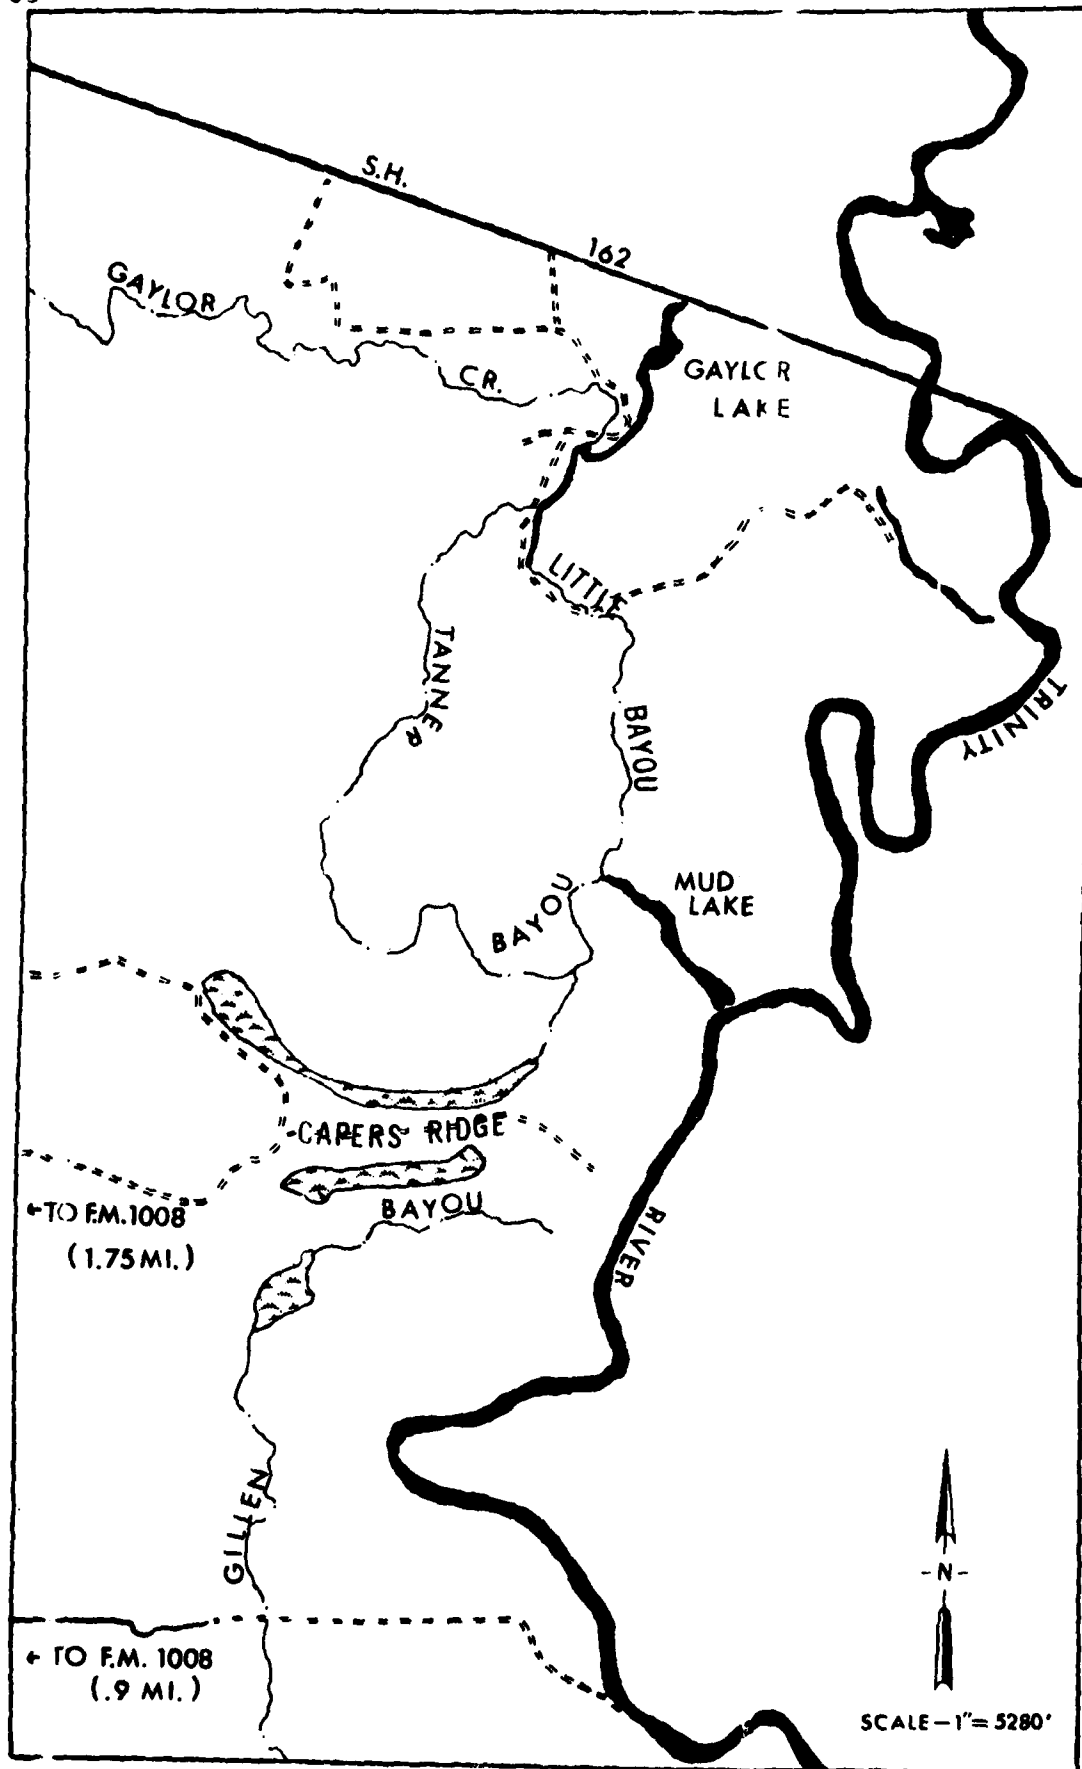 S.H.
162
GAYLOR
CR.
GAYLOR
LAKE
LITTLE
TANNER
BAYOU
TRINITY
MUD
LAKE
BAYOU
CAPERS RIDGE
BAYOU
←TO F.M.1008
(1.75 MI.)
RIVER
GILLEN
-N-
← TO F.M. 1008
(.9 MI.)
SCALE-1"=5280'